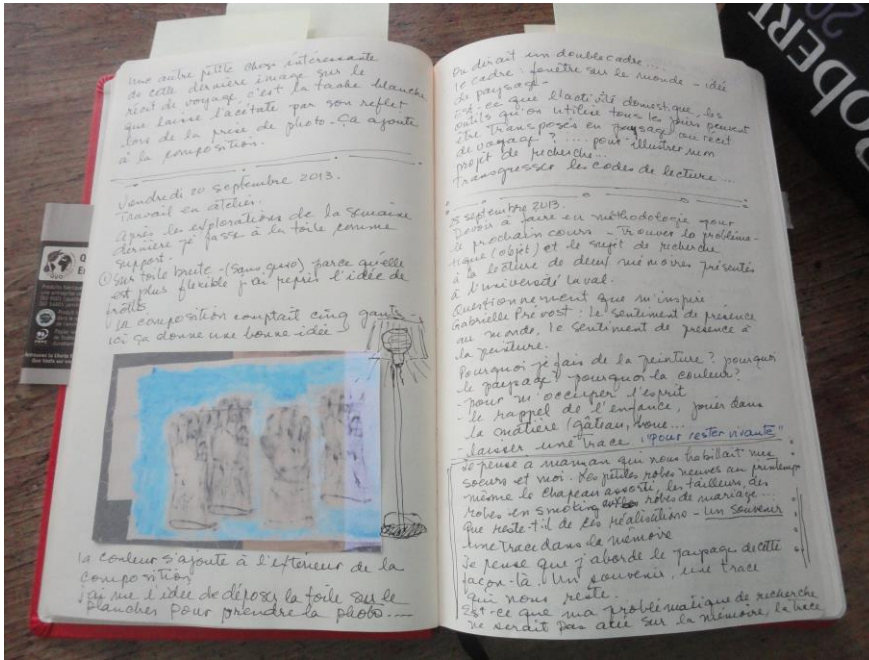 Une autre petite chose intéressante
de cette dernière image sur le
récit de voyage, c'est la tache blanche
que laisse l'acétate par son reflet
lors de la prise de photo. Ça ajoute
à la composition.
Vendredi 20 septembre 2013.
Travail en atelier.
Après les explorations de la semaine
dernière j'ai passé à la toile comme
support.
① Sur toile brute - (sans gesso) parce qu'elle
est plus flexible j'ai repris l'idée de
frottis
La composition comptait cinq gants
ici ça donne une bonne idée
la couleur s'ajoute à l'extérieur de la
composition
j'ai eu l'idée de déposer la toile sur le
plancher pour prendre la photo
On dirait un double cadre....
le cadre: fenêtre sur le monde - idée
de paysage -
Est-ce que l'activité domestique, les
outils qu'on utilise tous les jours peuvent
être transposés en paysage ou récit
de voyage? .... pour illustrer mon
projet de recherche...
transgresser les codes de lecture....
septembre 2013.
Devoir à faire en méthodologie pour
le prochain cours - Trouver la probléma-
tique (objet) et le sujet de recherche
à la lecture de deux mémoires présentés
à l'université Laval.
Questionnement que m'inspire
Gabrielle Prévost: le sentiment de présence
au monde, le sentiment de présence à
la peinture.
Pourquoi je fais de la peinture? pourquoi
le paysage? pourquoi la couleur?
- pour m'occuper l'esprit
- le rappel de l'enfance, jouer dans
la matière (gâteau, boue...
- laisser une trace "pour rester vivante"
Je pense à maman qui nous habillait mes
soeurs et moi. Les petites robes neuves au printemps
même le chapeau assorti, les tailleurs, les
robes en smoking robes de mariage...
Que reste-t-il de ces réalisations - un souvenir
une trace dans la mémoire
Je pense que j'aborde le paysage de cette
façon-là. Un souvenir, une trace
qui nous reste.
Est-ce que ma problématique de recherche
ne serait pas axée sur la mémoire, la trace
ROBERT
20